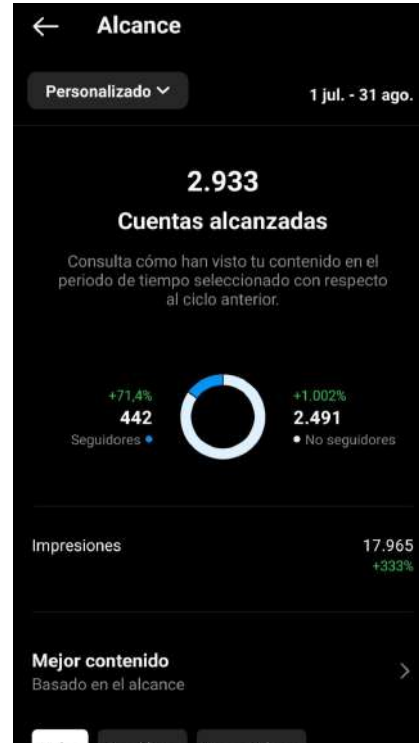 Alcance
Personalizado
1 jul. - 31 ago.
2.933
Cuentas alcanzadas
Consulta cómo han visto tu contenido en el
periodo de tiempo seleccionado con respecto
al ciclo anterior.
+71,4%
442
Seguidores
+1.002%
2.491
No seguidores
Impresiones
17.965
+333%
Mejor contenido
Basado en el alcance